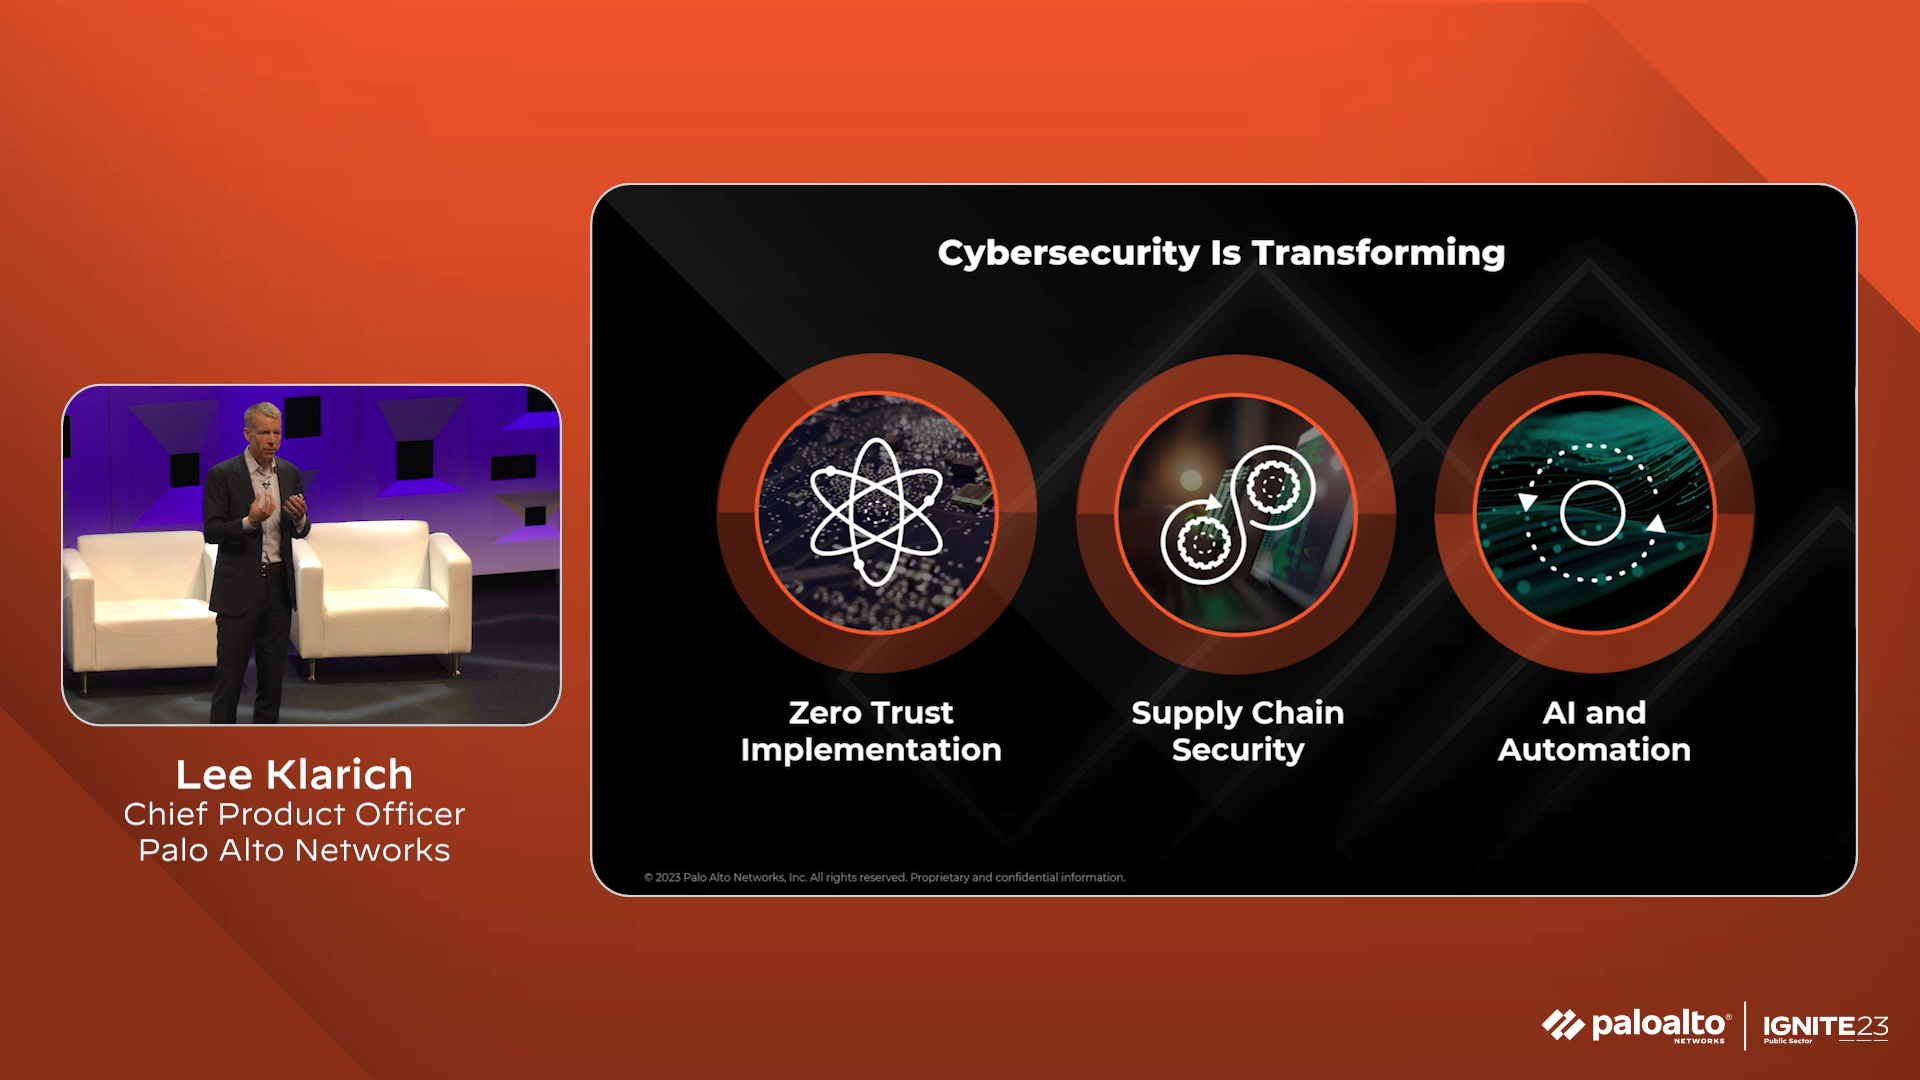 Cybersecurity Is Transforming
Zero Trust
Implementation
Supply Chain
Security
AI and
Automation
© 2023 Palo Alto Networks, Inc. All rights reserved. Proprietary and confidential information.
Lee Klarich
Chief Product Officer
Palo Alto Networks
paloalto®
NETWORKS
IGNITE23
Public Sector